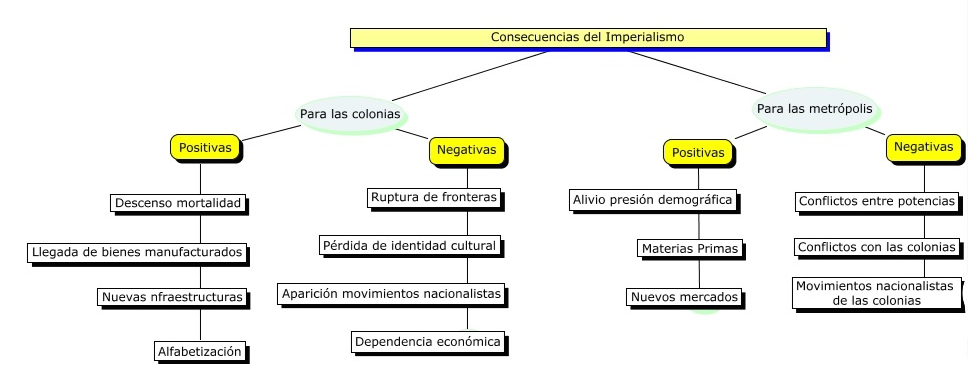 Consecuencias del Imperialismo
Para las colonias
Positivas
Descenso mortalidad
Llegada de bienes manufacturados
Nuevas nfraestructuras
Alfabetización
Negativas
Ruptura de fronteras
Pérdida de identidad cultural
Aparición movimientos nacionalistas
Dependencia económica
Para las metrópolis
Positivas
Alivio presión demográfica
Materias Primas
Nuevos mercados
Negativas
Conflictos entre potencias
Conflictos con las colonias
Movimientos nacionalistas
de las colonias